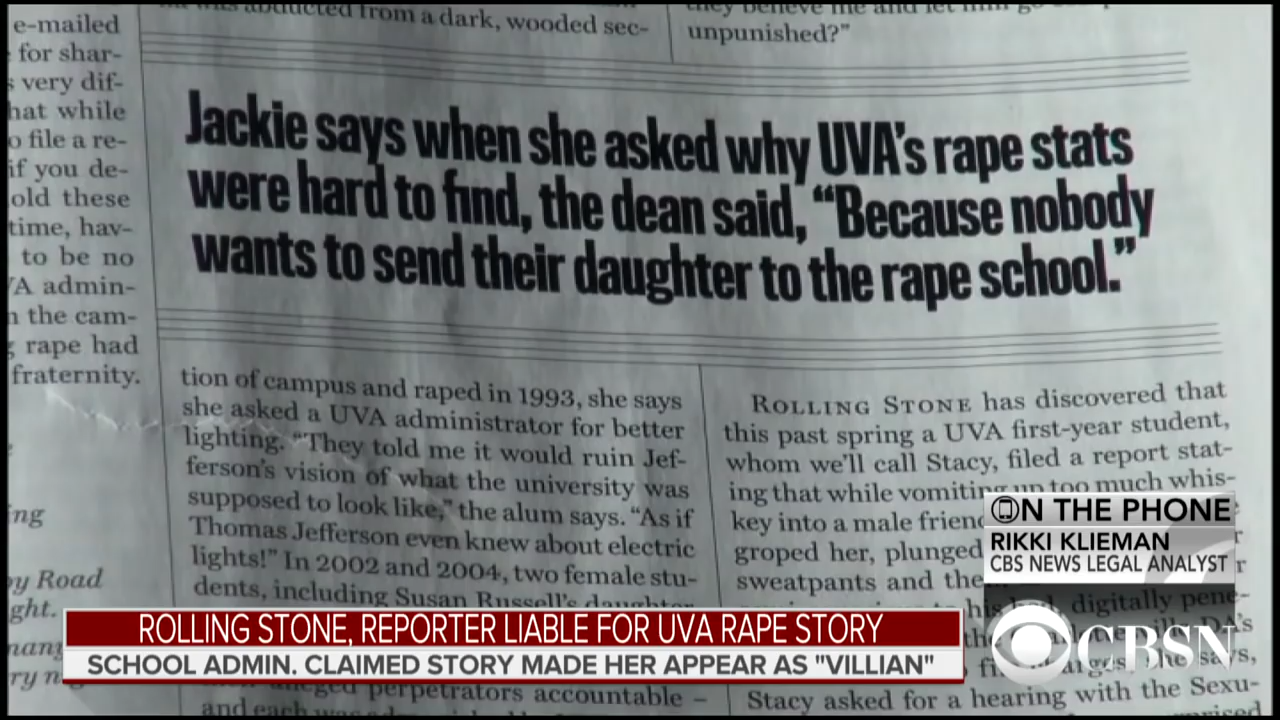 e-mailed
for shar-
very dif-
hat while
o file a re-
if you de-
old these
time, hav-
to be no
A admin-
the cam-
rape had
fraternity.
ng
y Road
ght.
was abducted from a dark, wooded sec-
they believe me and let him
unpunished?”
Jackie says when she asked why UVA’s rape stats
were hard to find, the dean said, “Because nobody
wants to send their daughter to the rape school.”
tion of campus and raped in 1993, she says
she asked a UVA administrator for better
lighting. “They told me it would ruin Jef-
ferson’s vision of what the university was
supposed to look like,” the alum says. “As if
Thomas Jefferson even knew about electric
lights!” In 2002 and 2004, two female stu-
dents, including Susan Russell’s daughter
alleged perpetrators accountable –
and each was
ROLLING STONE has discovered that
this past spring a UVA first-year student,
whom we’ll call Stacy, filed a report stat-
ing that while vomiting up too much whis-
key into a male
groped her, plunged
sweatpants and
his digitally pene-
she says,
Stacy asked for a hearing with the Sexu-
ON THE PHONE
RIKKI KLIEMAN
CBS NEWS LEGAL ANALYST
ROLLING STONE, REPORTER LIABLE FOR UVA RAPE STORY
SCHOOL ADMIN. CLAIMED STORY MADE HER APPEAR AS "VILLIAN"
CBSN